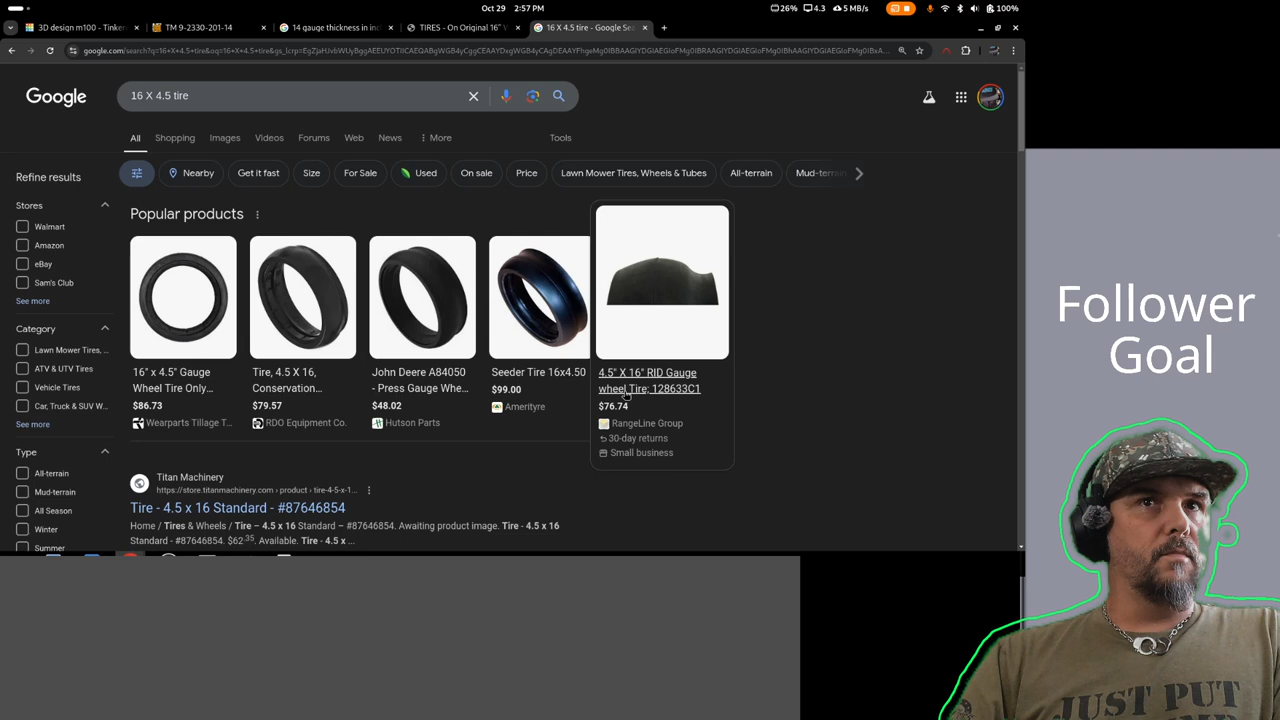 Oct 29 2:57 PM
26% 4.3 5 MB/s 100%
3D design m100 - Tinker
TM 9-2330-201-14
14 gauge thickness in inc
TIRES - On Original 16" V
16 X 4.5 tire - Google Sea
Google
16 X 4.5 tire
All Shopping Images Videos Forums Web News More Tools
Refine results
Nearby Get it fast Size For Sale Used On sale Price Lawn Mower Tires, Wheels & Tubes All-terrain Mud-terrain
Stores
Walmart
Amazon
eBay
Sam's Club
See more
Category
Lawn Mower Tires, ...
ATV & UTV Tires
Vehicle Tires
Car, Truck & SUV W...
See more
Type
All-terrain
Mud-terrain
All Season
Winter
Summer
Popular products
16" x 4.5" Gauge
Wheel Tire Only...
$86.73
Wearparts Tillage T...
Tire, 4.5 X 16,
Conservation...
$79.57
RDO Equipment Co.
John Deere A84050
- Press Gauge Whe...
$48.02
Hutson Parts
Seeder Tire 16x4.50
$99.00
Amerityre
4.5" X 16" RID Gauge
wheel Tire; 128633C1
$76.74
RangeLine Group
30-day returns
Small business
Titan Machinery
https://store.titanmachinery.com › product › tire-4-5-x-1...
Tire - 4.5 x 16 Standard - #87646854
Home / Tires & Wheels / Tire – 4.5 x 16 Standard – #87646854. Awaiting product image. Tire - 4.5 x 16
Standard - #87646854. $62.35. Available. Tire - 4.5 x ...
Follower
Goal
JUST PUT